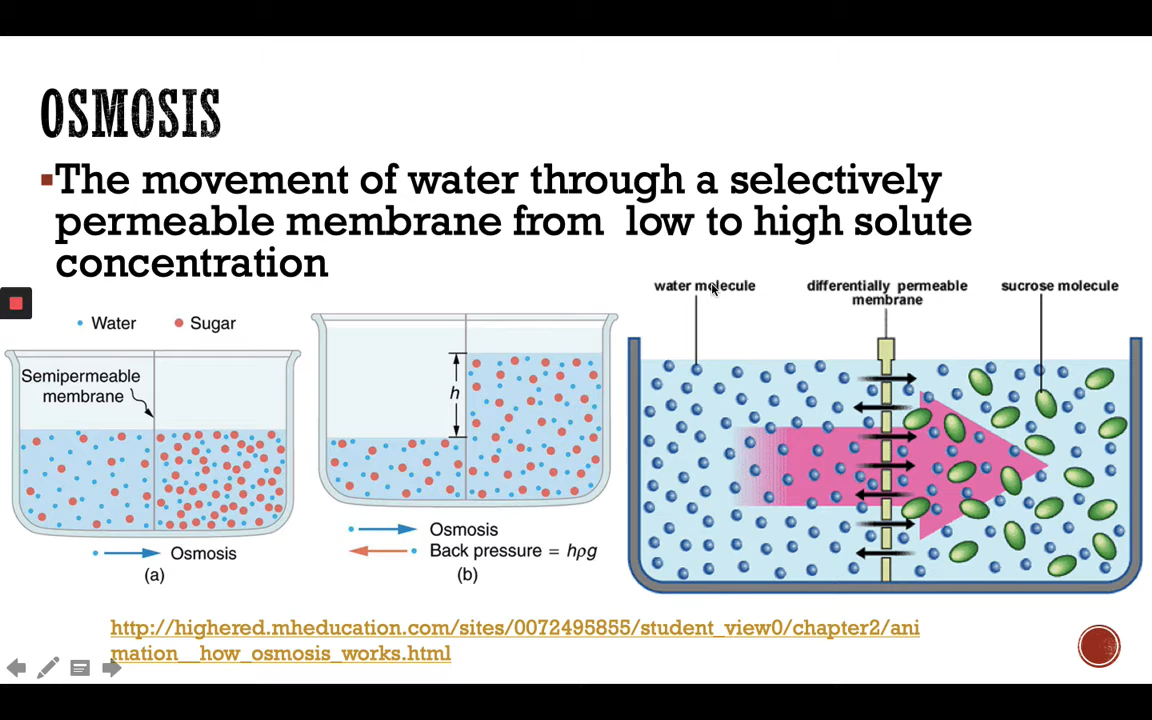 OSMOSIS
▪The movement of water through a selectively
permeable membrane from  low to high solute
concentration
Water
Sugar
Semipermeable
membrane
Osmosis
(a)
h
Osmosis
Back pressure = hρg
(b)
water molecule
differentially permeable
membrane
sucrose molecule
http://highered.mheducation.com/sites/0072495855/student_view0/chapter2/ani
mation__how_osmosis_works.html